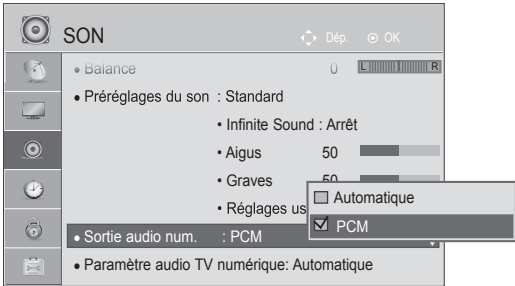 SON Dép. OK
• Balance 0 L R
• Préréglages du son : Standard
• Infinite Sound : Arrêt
• Aigus 50
• Graves 50
• Réglages us
Automatique
PCM
• Sortie audio num. : PCM
• Paramètre audio TV numérique: Automatique